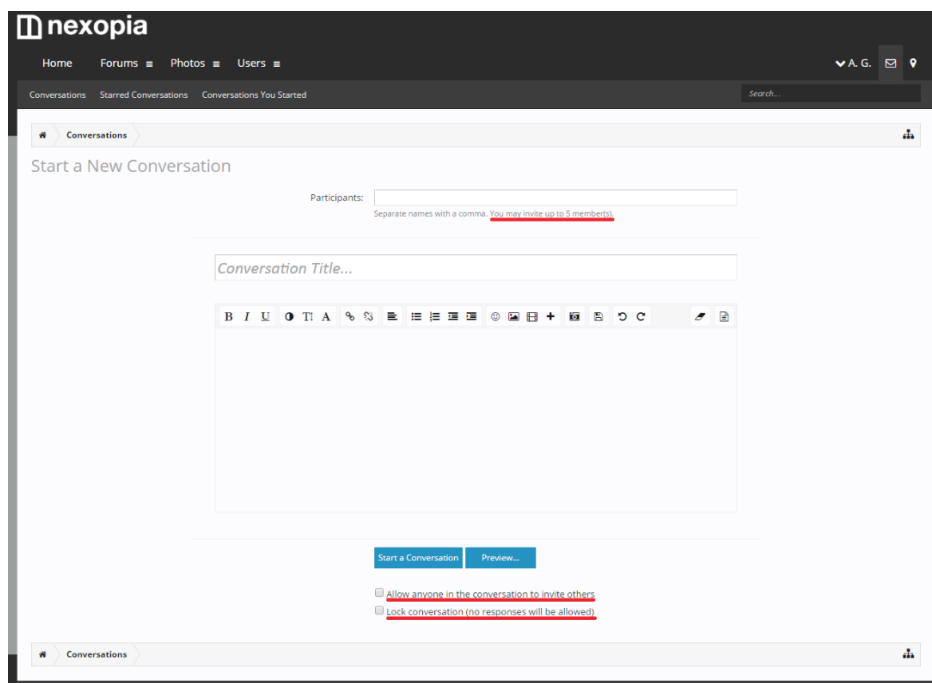 nexopia
Home Forums Photos Users A. G.
Conversations Starred Conversations Conversations You Started Search...
Conversations
Start a New Conversation
Participants:
Separate names with a comma. You may invite up to 5 member(s).
Conversation Title...
B I U T A
Start a Conversation Preview...
Allow anyone in the conversation to invite others
Lock conversation (no responses will be allowed)
Conversations